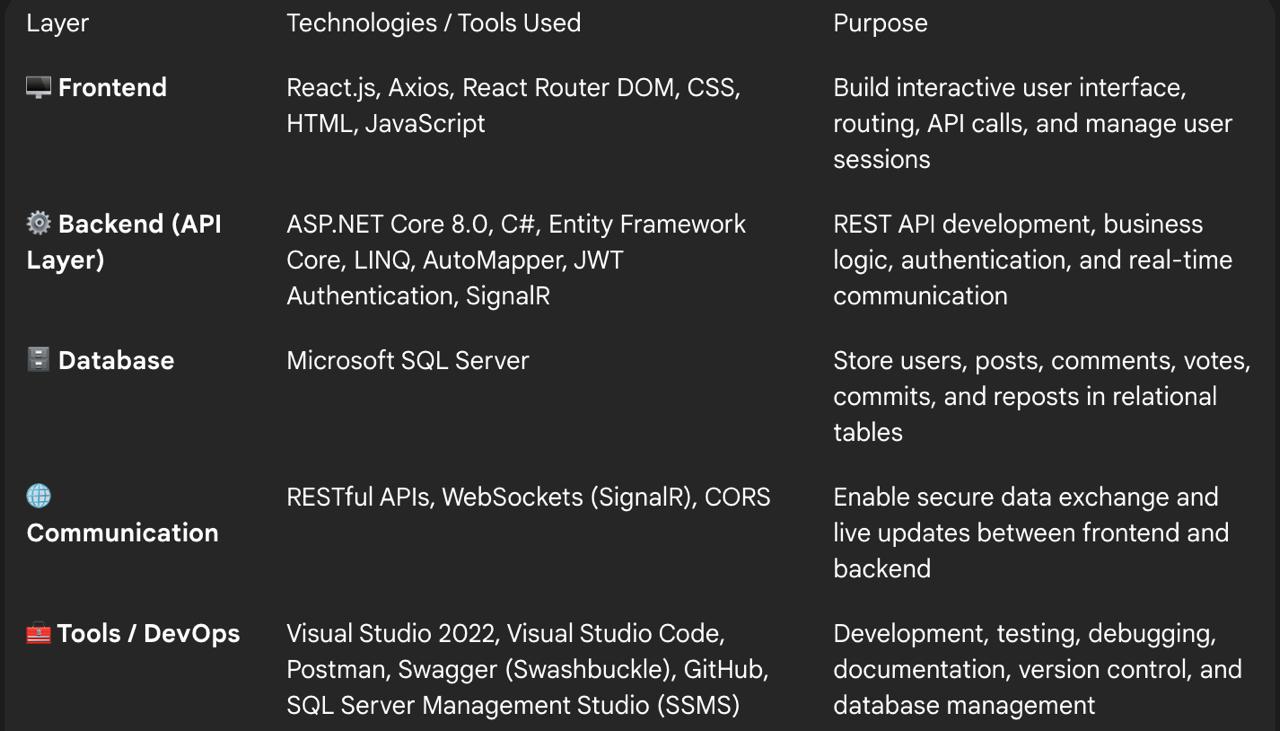 Layer Technologies / Tools Used Purpose
Frontend React.js, Axios, React Router DOM, CSS, Build interactive user interface,
HTML, JavaScript routing, API calls, and manage user
sessions
Backend (API ASP.NET Core 8.0, C#, Entity Framework REST API development, business
Layer) Core, LINQ, AutoMapper, JWT logic, authentication, and real-time
Authentication, SignalR communication
Database Microsoft SQL Server Store users, posts, comments, votes,
commits, and reposts in relational
tables
RESTful APIs, WebSockets (SignalR), CORS Enable secure data exchange and
Communication live updates between frontend and
backend
Tools / DevOps Visual Studio 2022, Visual Studio Code, Development, testing, debugging,
Postman, Swagger (Swashbuckle), GitHub, documentation, version control, and
SQL Server Management Studio (SSMS) database management